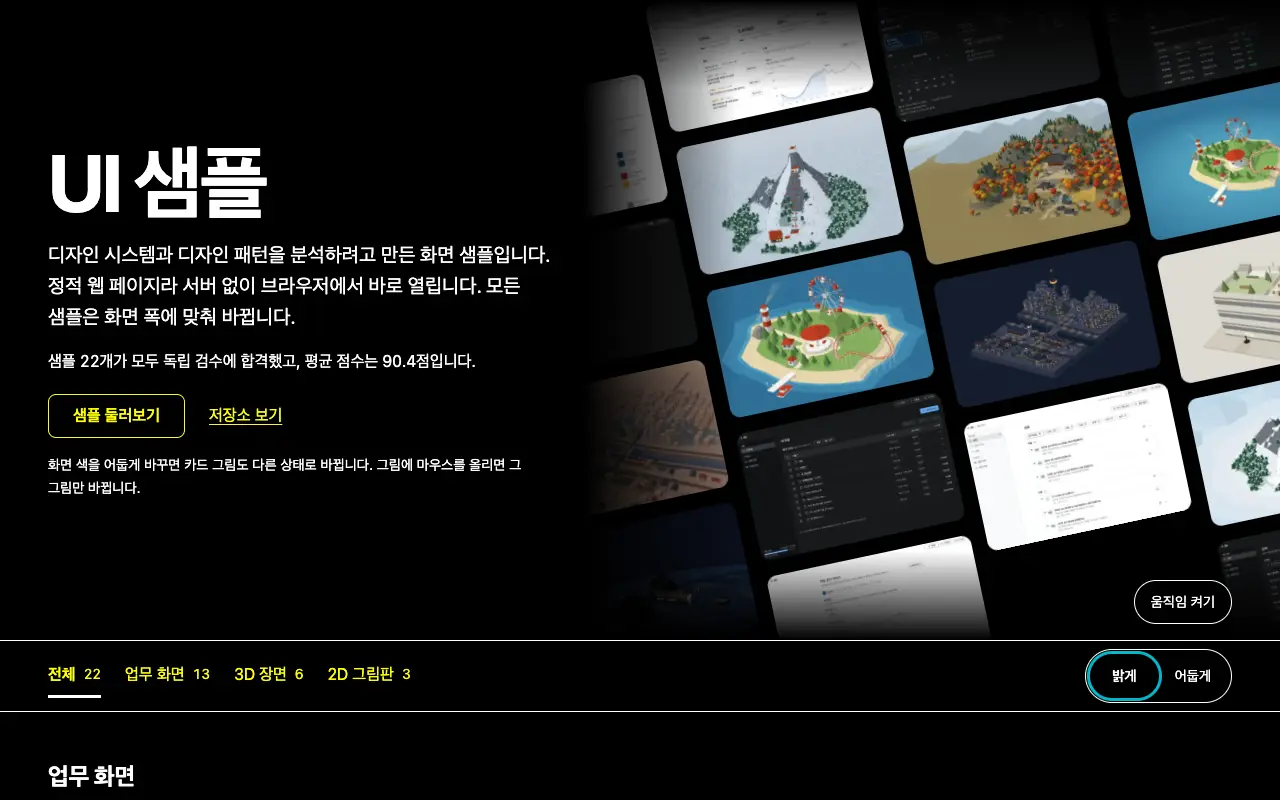 UI 샘플
디자인 시스템과 디자인 패턴을 분석하려고 만든 화면 샘플입니다.
정적 웹 페이지라 서버 없이 브라우저에서 바로 열립니다. 모든
샘플은 화면 폭에 맞춰 바뀝니다.
샘플 22개가 모두 독립 검수에 합격했고, 평균 점수는 90.4점입니다.
샘플 둘러보기 저장소 보기
화면 색을 어둡게 바꾸면 카드 그림도 다른 상태로 바뀝니다. 그림에 마우스를 올리면 그
그림만 바뀝니다.
움직임 켜기
전체 22 업무 화면 13 3D 장면 6 2D 그림판 3
밝게 어둡게
업무 화면